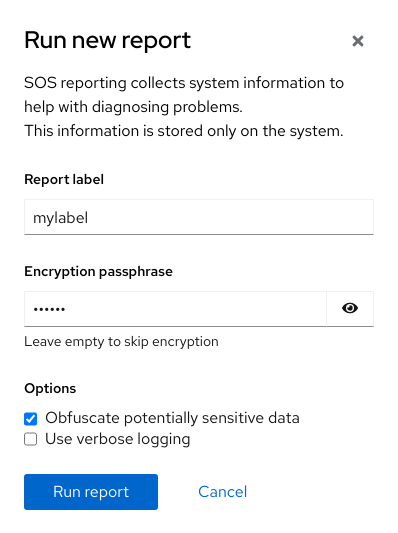 Run new report
SOS reporting collects system information to
help with diagnosing problems.
This information is stored only on the system.
Report label
mylabel
Encryption passphrase
••••••
Leave empty to skip encryption
Options
Obfuscate potentially sensitive data
Use verbose logging
Run report Cancel